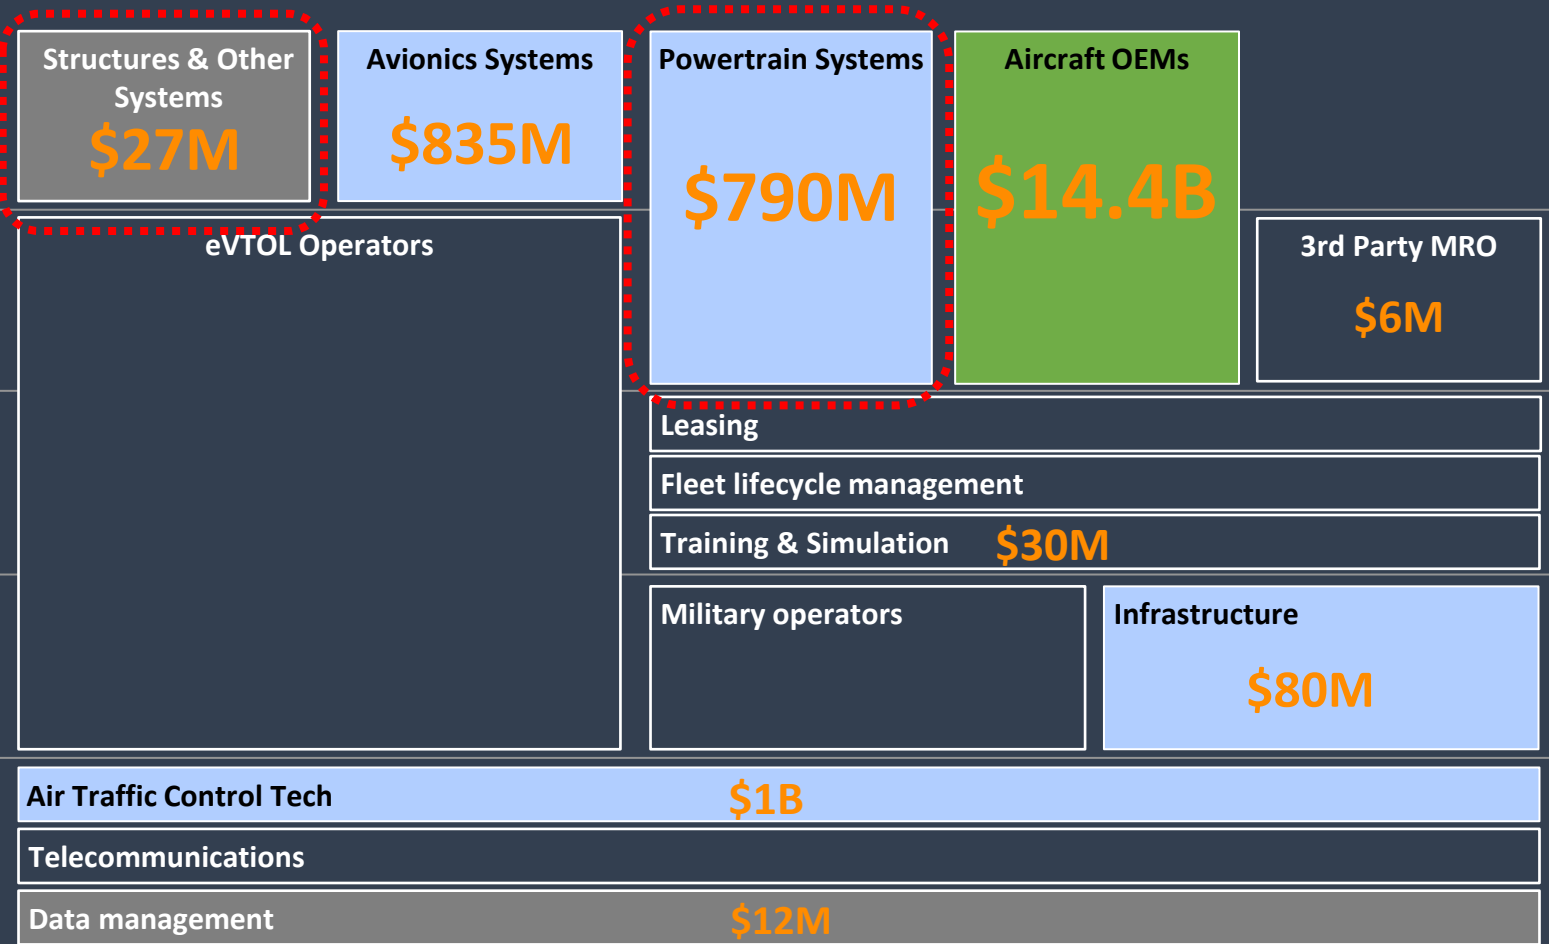 Structures & Other
Systems
$27M
Avionics Systems
$835M
Powertrain Systems
$790M
Aircraft OEMs
$14.4B
eVTOL Operators
3rd Party MRO
$6M
Leasing
Fleet lifecycle management
Training & Simulation $30M
Military operators
Infrastructure
$80M
Air Traffic Control Tech $1B
Telecommunications
Data management $12M